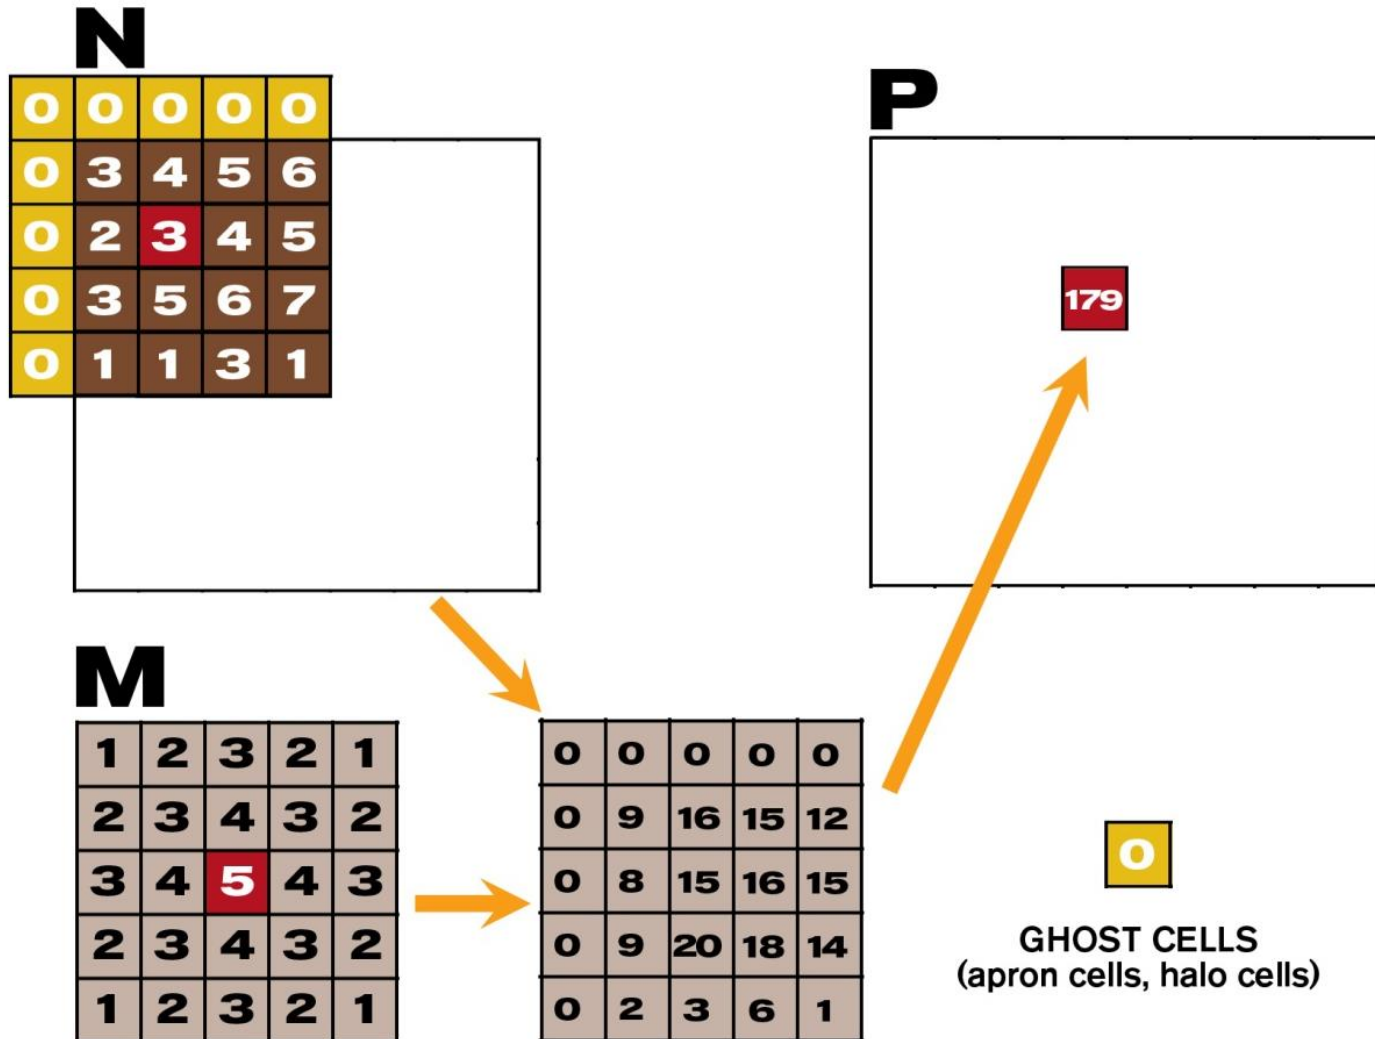 N
0 0 0 0 0
0 3 4 5 6
0 2 3 4 5
0 3 5 6 7
0 1 1 3 1
P
179
M
1 2 3 2 1
2 3 4 3 2
3 4 5 4 3
2 3 4 3 2
1 2 3 2 1
0 0 0 0 0
0 9 16 15 12
0 8 15 16 15
0 9 20 18 14
0 2 3 6 1
0
GHOST CELLS
(apron cells, halo cells)